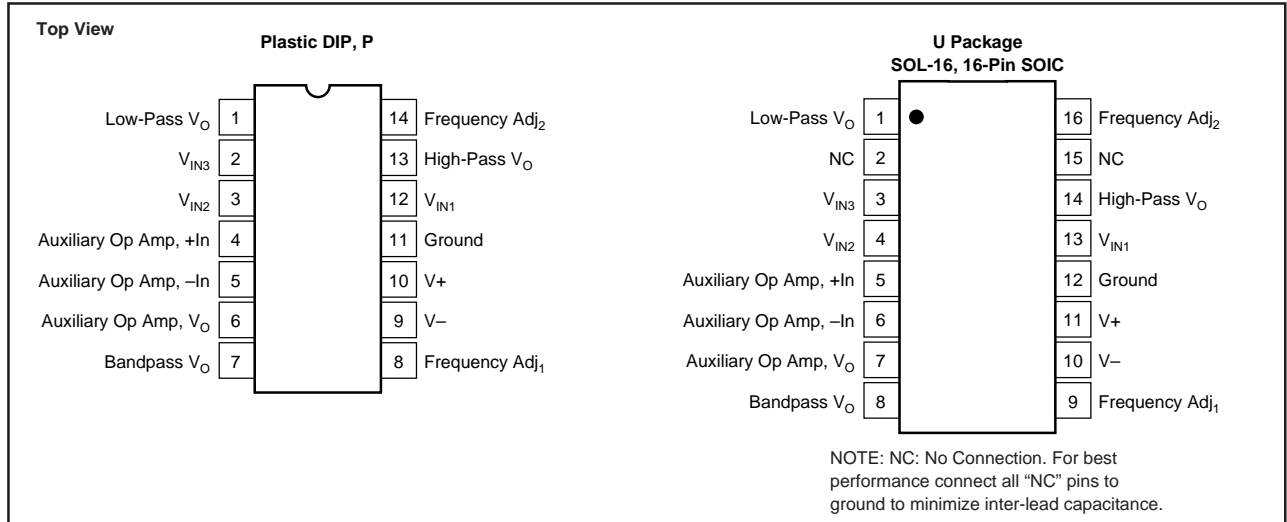 Top View
Plastic DIP, P
Low-Pass VO 1 14 Frequency Adj2
VIN3 2 13 High-Pass VO
VIN2 3 12 VIN1
Auxiliary Op Amp, +In 4 11 Ground
Auxiliary Op Amp, –In 5 10 V+
Auxiliary Op Amp, VO 6 9 V–
Bandpass VO 7 8 Frequency Adj1
U Package
SOL-16, 16-Pin SOIC
Low-Pass VO 1 16 Frequency Adj2
NC 2 15 NC
VIN3 3 14 High-Pass VO
VIN2 4 13 VIN1
Auxiliary Op Amp, +In 5 12 Ground
Auxiliary Op Amp, –In 6 11 V+
Auxiliary Op Amp, VO 7 10 V–
Bandpass VO 8 9 Frequency Adj1
NOTE: NC: No Connection. For best
performance connect all “NC” pins to
ground to minimize inter-lead capacitance.